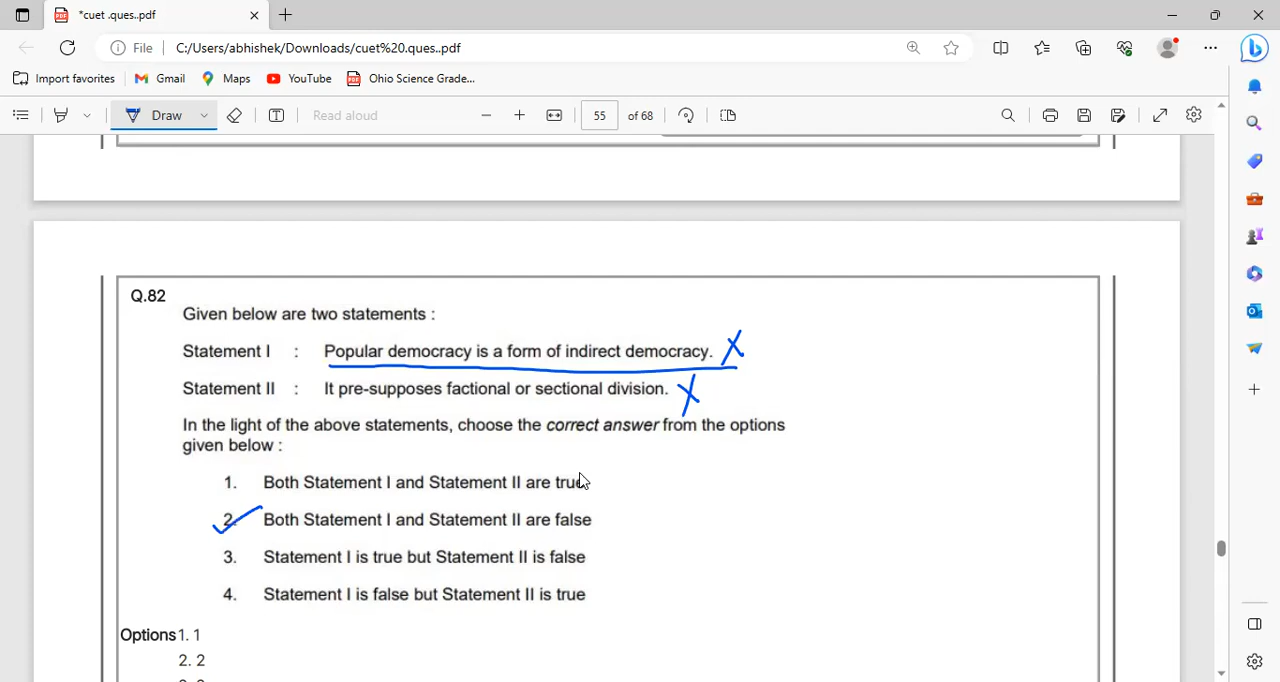 *cuet .ques..pdf
File C:/Users/abhishek/Downloads/cuet%20.ques..pdf
Import favorites Gmail Maps YouTube Ohio Science Grade...
Draw Read aloud 55 of 68
Q.82
Given below are two statements :
Statement I : Popular democracy is a form of indirect democracy. X
Statement II : It pre-supposes factional or sectional division. X
In the light of the above statements, choose the correct answer from the options
given below :
1. Both Statement I and Statement II are true
2. Both Statement I and Statement II are false
3. Statement I is true but Statement II is false
4. Statement I is false but Statement II is true
Options 1. 1
2. 2